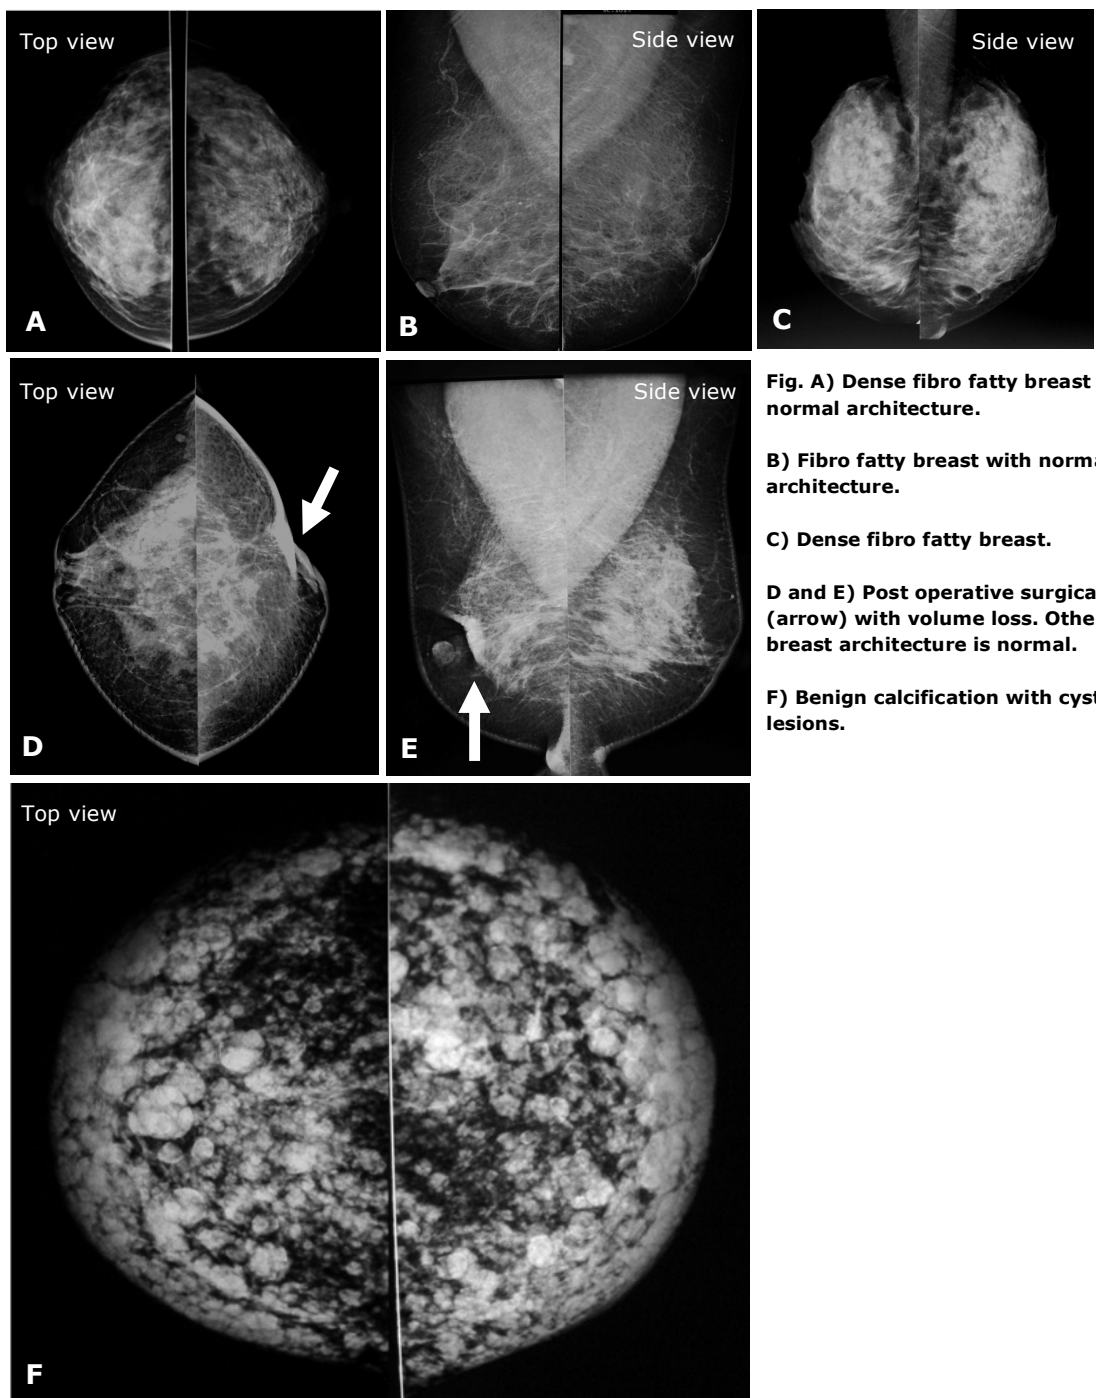 Top view
A
Side view
B
Side view
C
Top view
D
Side view
E
Fig. A) Dense fibro fatty breast
normal architecture.
B) Fibro fatty breast with norma
architecture.
C) Dense fibro fatty breast.
D and E) Post operative surgica
(arrow) with volume loss. Othe
breast architecture is normal.
F) Benign calcification with cyst
lesions.
Top view
F